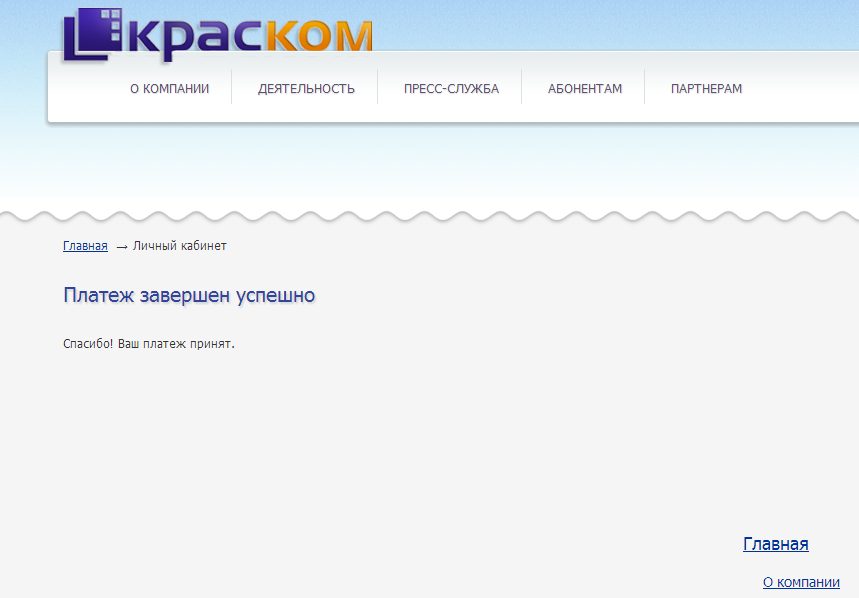 краском
О КОМПАНИИ ДЕЯТЕЛЬНОСТЬ ПРЕСС-СЛУЖБА АБОНЕНТАМ ПАРТНЕРАМ
Главная → Личный кабинет
Платеж завершен успешно
Спасибо! Ваш платеж принят.
Главная
О компании